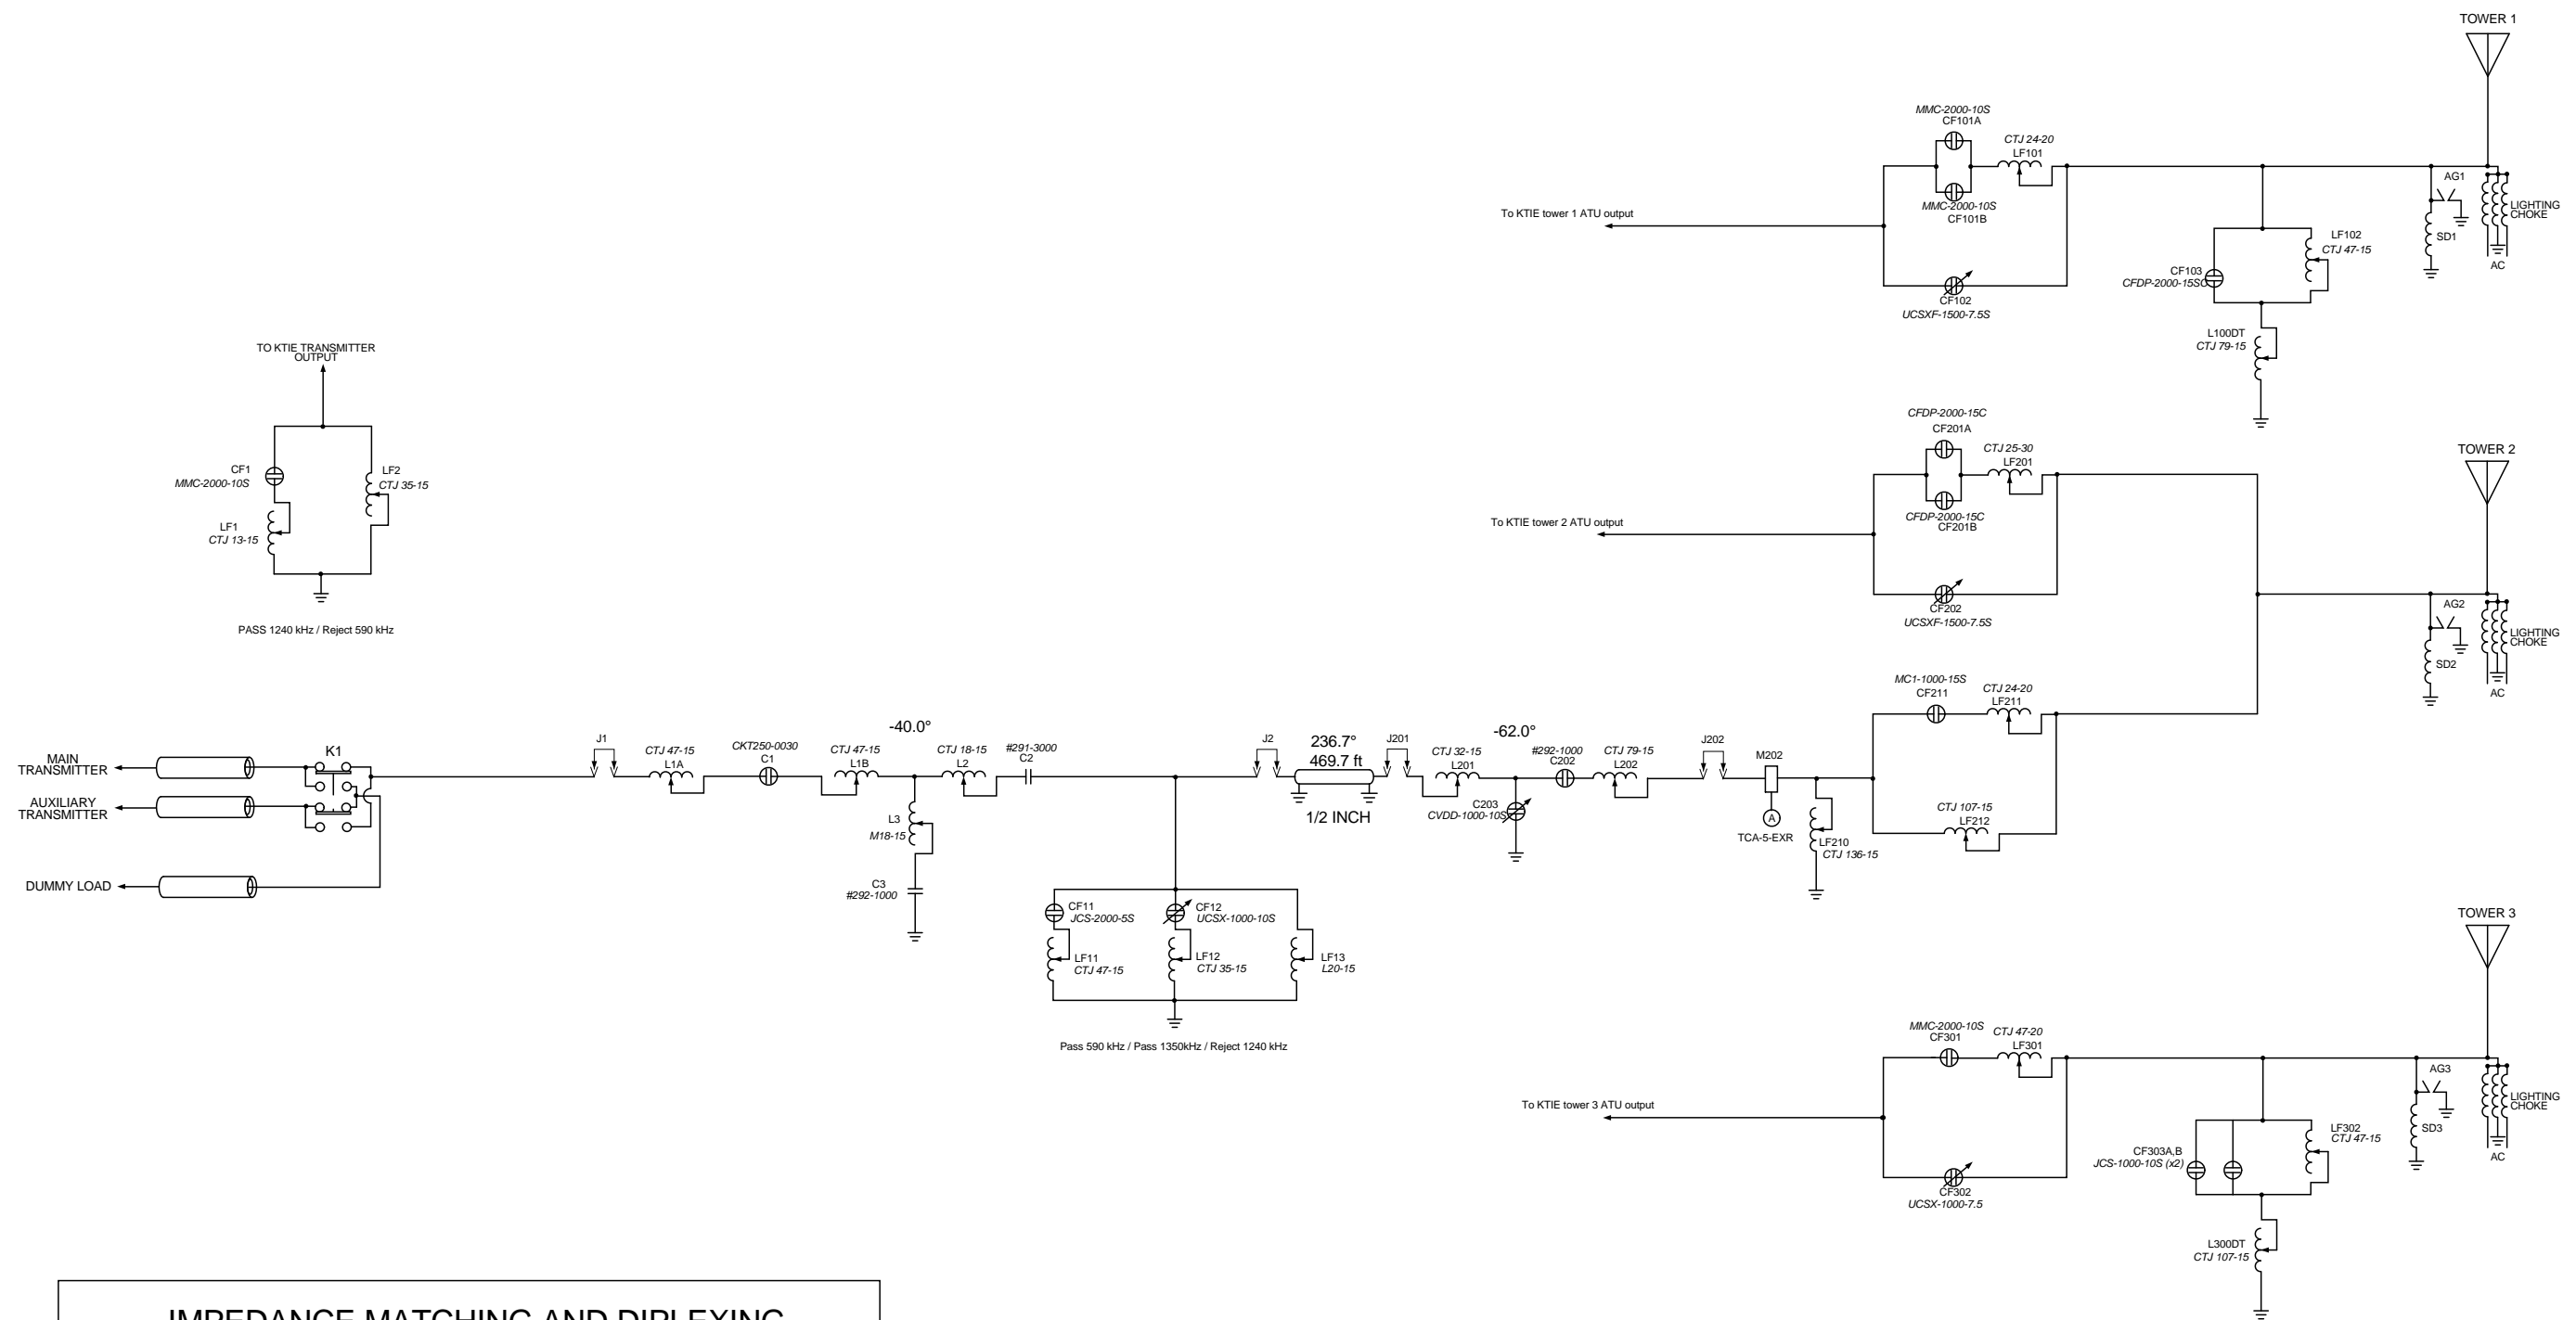 TOWER 1
MMC-2000-10S
CF101A
CTJ 24-20
LF101
MMC-2000-10S
CF101B
To KTIE tower 1 ATU output
CF102
UCSXF-1500-7.5S
AG1
SD1
LIGHTING
CHOKE
AC
LF102
CTJ 47-15
CF103
CFDP-2000-15SC
L100DT
CTJ 79-15
TO KTIE TRANSMITTER
OUTPUT
CF1
MMC-2000-10S
LF2
CTJ 35-15
LF1
CTJ 13-15
PASS 1240 kHz / Reject 590 kHz
TOWER 2
CFDP-2000-15C
CF201A
CTJ 25-30
LF201
CFDP-2000-15C
CF201B
To KTIE tower 2 ATU output
CF202
UCSXF-1500-7.5S
AG2
SD2
LIGHTING
CHOKE
AC
MC1-1000-15S
CF211
CTJ 24-20
LF211
CTJ 107-15
LF212
MAIN
TRANSMITTER
AUXILIARY
TRANSMITTER
DUMMY LOAD
K1
J1
CTJ 47-15
L1A
CKT250-0030
C1
CTJ 47-15
L1B
-40.0°
CTJ 18-15
L2
#291-3000
C2
L3
M18-15
C3
#292-1000
J2
236.7°
469.7 ft
1/2 INCH
J201
CTJ 32-15
L201
-62.0°
#292-1000
C202
CTJ 79-15
L202
C203
CVDD-1000-10S
J202
M202
A
TCA-5-EXR
LF210
CTJ 136-15
CF11
JCS-2000-5S
CF12
UCSX-1000-10S
LF11
CTJ 47-15
LF12
CTJ 35-15
LF13
L20-15
Pass 590 kHz / Pass 1350kHz / Reject 1240 kHz
TOWER 3
MMC-2000-10S
CF301
CTJ 47-20
LF301
To KTIE tower 3 ATU output
CF302
UCSX-1000-7.5
AG3
SD3
LIGHTING
CHOKE
AC
CF303A,B
JCS-1000-10S (x2)
LF302
CTJ 47-15
L300DT
CTJ 107-15
IMPEDANCE MATCHING AND DIPLEXING